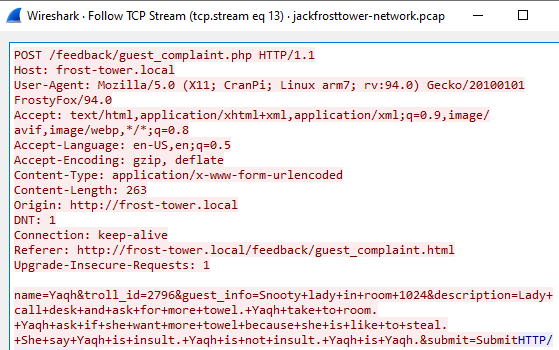 Wireshark · Follow TCP Stream (tcp.stream eq 13) · jackfrosttower-network.pcap
POST /feedback/guest_complaint.php HTTP/1.1
Host: frost-tower.local
User-Agent: Mozilla/5.0 (X11; CranPi; Linux arm7; rv:94.0) Gecko/20100101
FrostyFox/94.0
Accept: text/html,application/xhtml+xml,application/xml;q=0.9,image/
avif,image/webp,*/*;q=0.8
Accept-Language: en-US,en;q=0.5
Accept-Encoding: gzip, deflate
Content-Type: application/x-www-form-urlencoded
Content-Length: 263
Origin: http://frost-tower.local
DNT: 1
Connection: keep-alive
Referer: http://frost-tower.local/feedback/guest_complaint.html
Upgrade-Insecure-Requests: 1
name=Yaqh&troll_id=2796&guest_info=Snooty+lady+in+room+1024&description=Lady+
call+desk+and+ask+for+more+towel.+Yaqh+take+to+room.
+Yaqh+ask+if+she+want+more+towel+because+she+is+like+to+steal.
+She+say+Yaqh+is+insult.+Yaqh+is+not+insult.+Yaqh+is+Yaqh.&submit=SubmitHTTP/